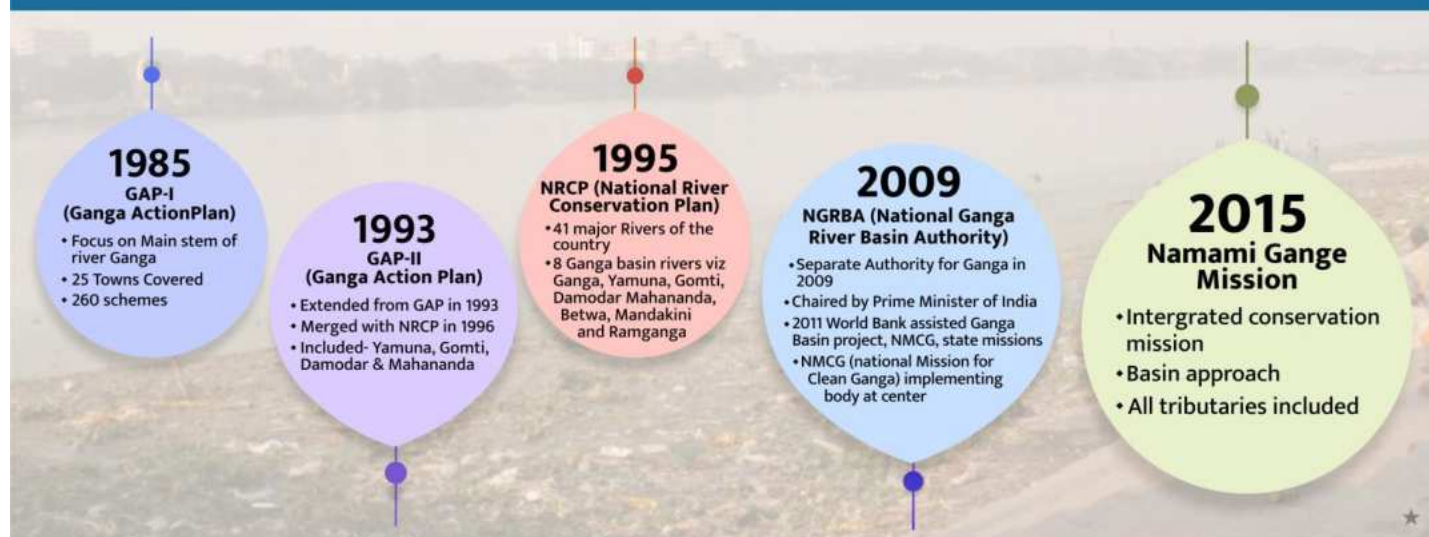 1985
GAP-I
(Ganga ActionPlan)
• Focus on Main stem of
river Ganga
• 25 Towns Covered
• 260 schemes
1993
GAP-II
(Ganga Action Plan)
• Extended from GAP in 1993
• Merged with NRCP in 1996
• Included- Yamuna, Gomti,
Damodar & Mahananda
1995
NRCP (National River
Conservation Plan)
• 41 major Rivers of the
country
• 8 Ganga basin rivers viz
Ganga, Yamuna, Gomti,
Damodar Mahananda,
Betwa, Mandakini
and Ramganga
2009
NGRBA (National Ganga
River Basin Authority)
• Separate Authority for Ganga in
2009
• Chaired by Prime Minister of India
• 2011 World Bank assisted Ganga
Basin project, NMCG, state missions
• NMCG (national Mission for
Clean Ganga) implementing
body at center
2015
Namami Gange
Mission
• Intergrated conservation
mission
• Basin approach
• All tributaries included